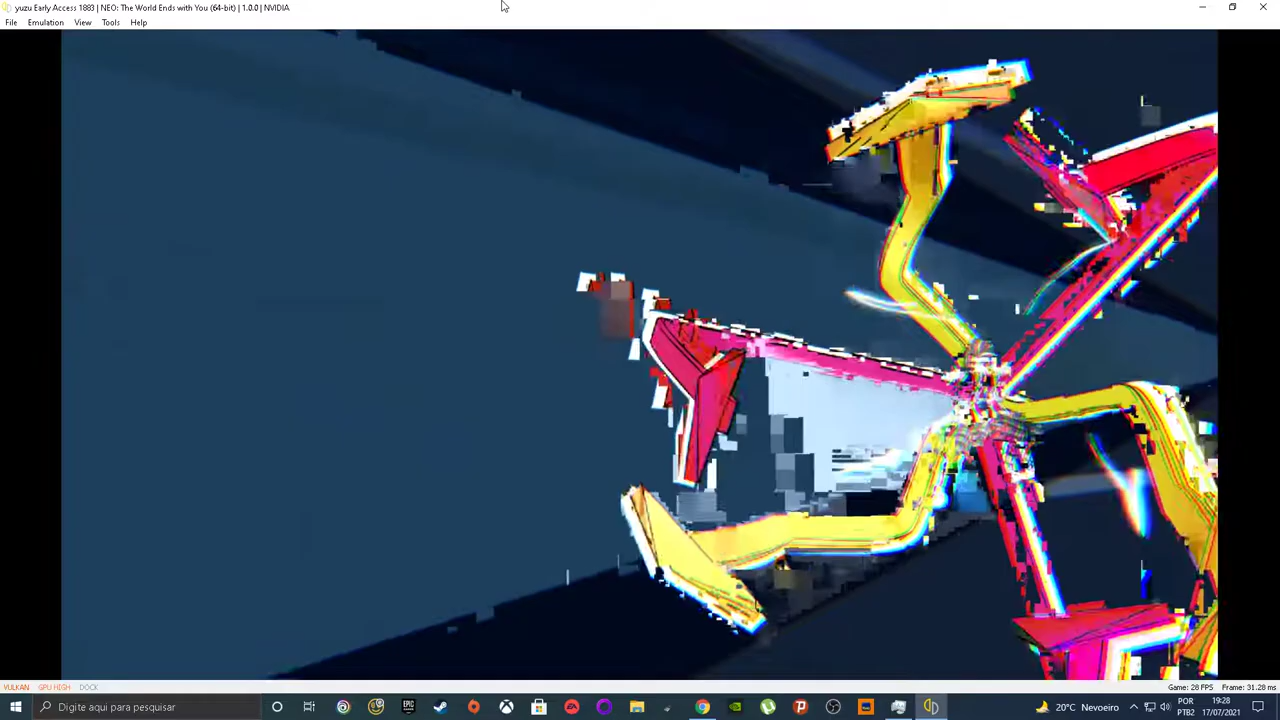 yuzu Early Access 1883 | NEO: The World Ends with You (64-bit) | 1.0.0 | NVIDIA
File Emulation View Tools Help
VULKAN GPU HIGH DOCK Game: 28 FPS Frame: 31.28 ms
Digite aqui para pesquisar
EPIC
EA
20°C Nevoeiro
POR
PTB2
19:28
17/07/2021